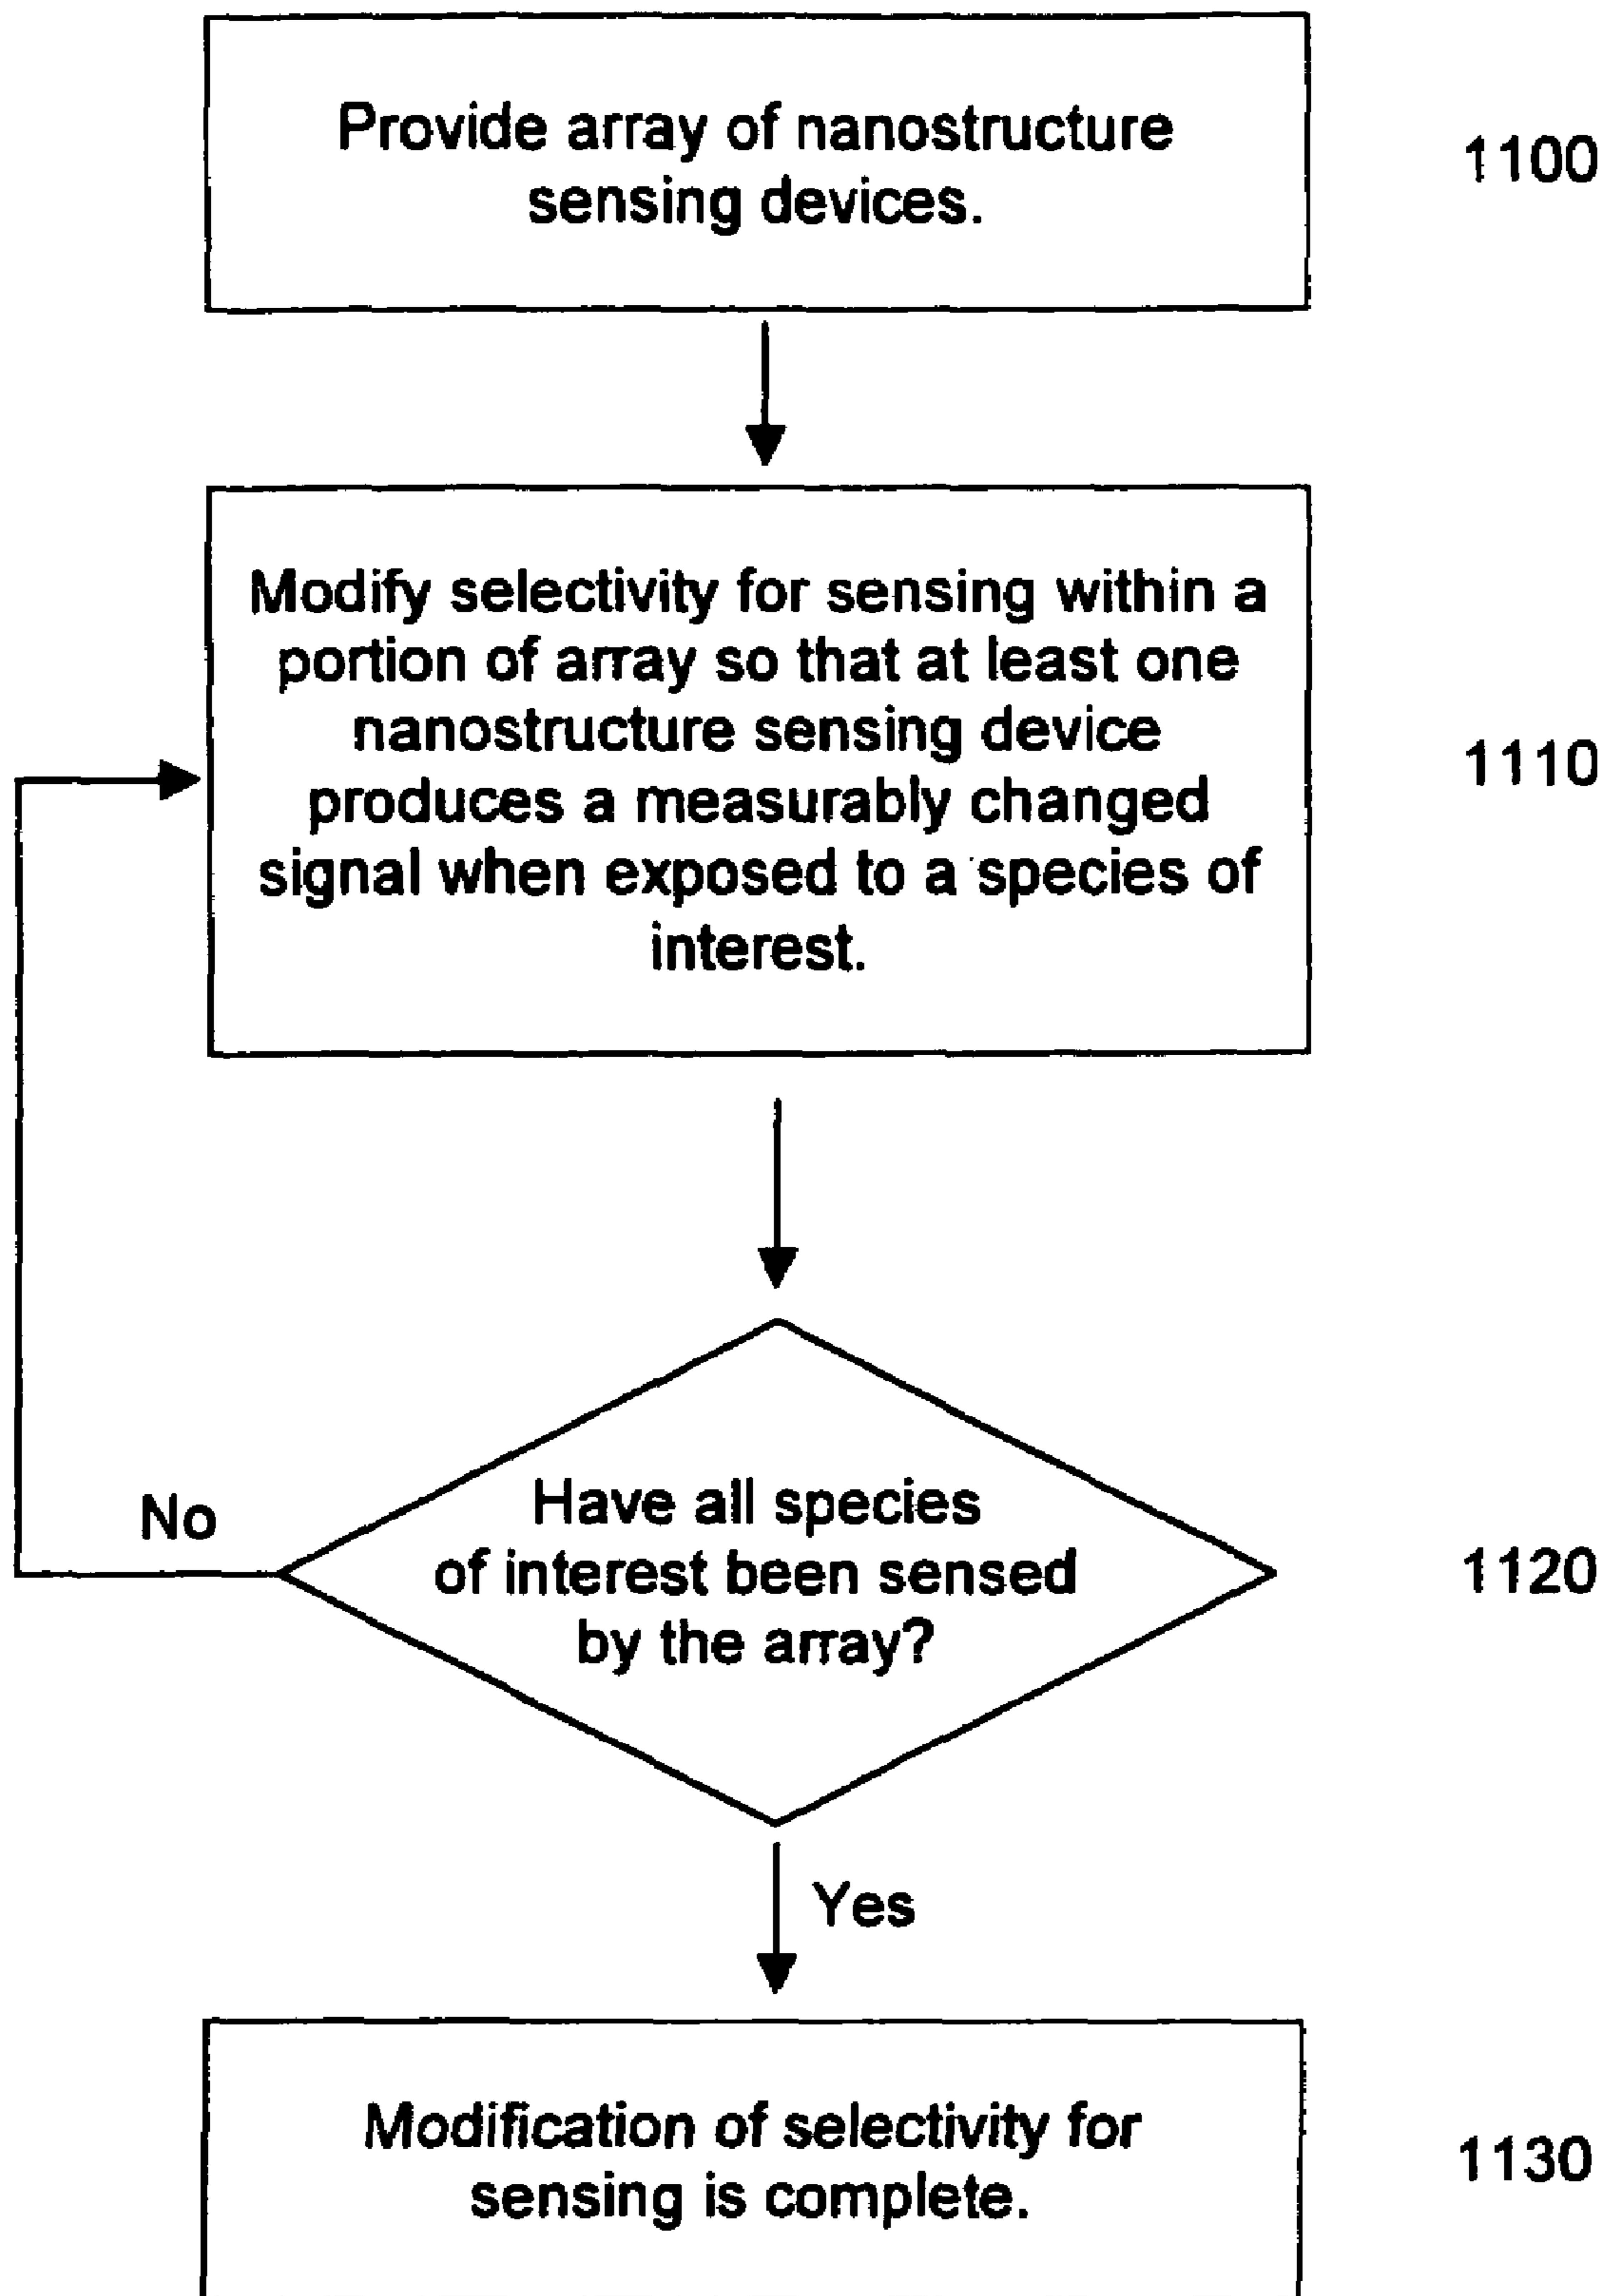 Provide array of nanostructure
sensing devices.
1100
Modify selectivity for sensing within a
portion of array so that at least one
nanostructure sensing device
produces a measurably changed
signal when exposed to a species of
interest.
1110
Have all species
of interest been sensed
by the array?
1120
No
Yes
Modification of selectivity for
sensing is complete.
1130